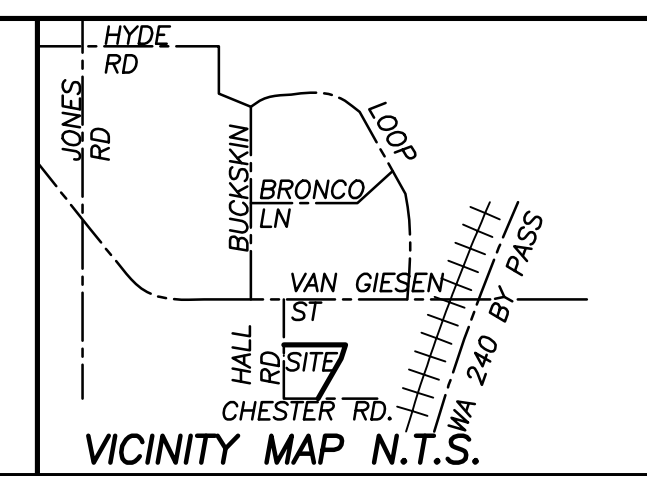 HYDE
RD
JONES
RD
BUCKSKIN
LOOP
BRONCO
LN
VAN GIESEN
ST
HALL
RD
SITE
CHESTER RD.
WA 240 BY PASS
VICINITY MAP N.T.S.